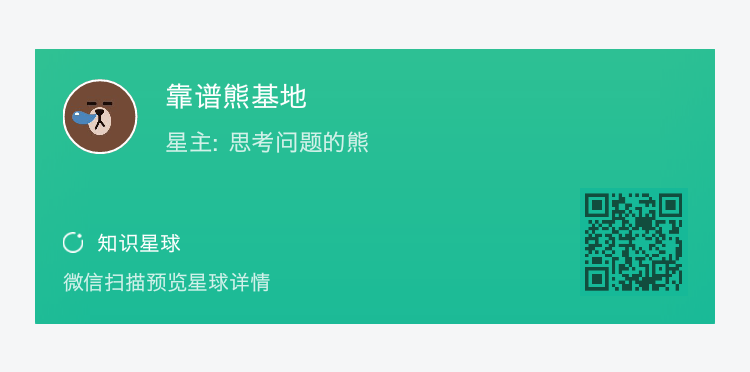 靠谱熊基地
星主: 思考问题的熊
知识星球
微信扫描预览星球详情